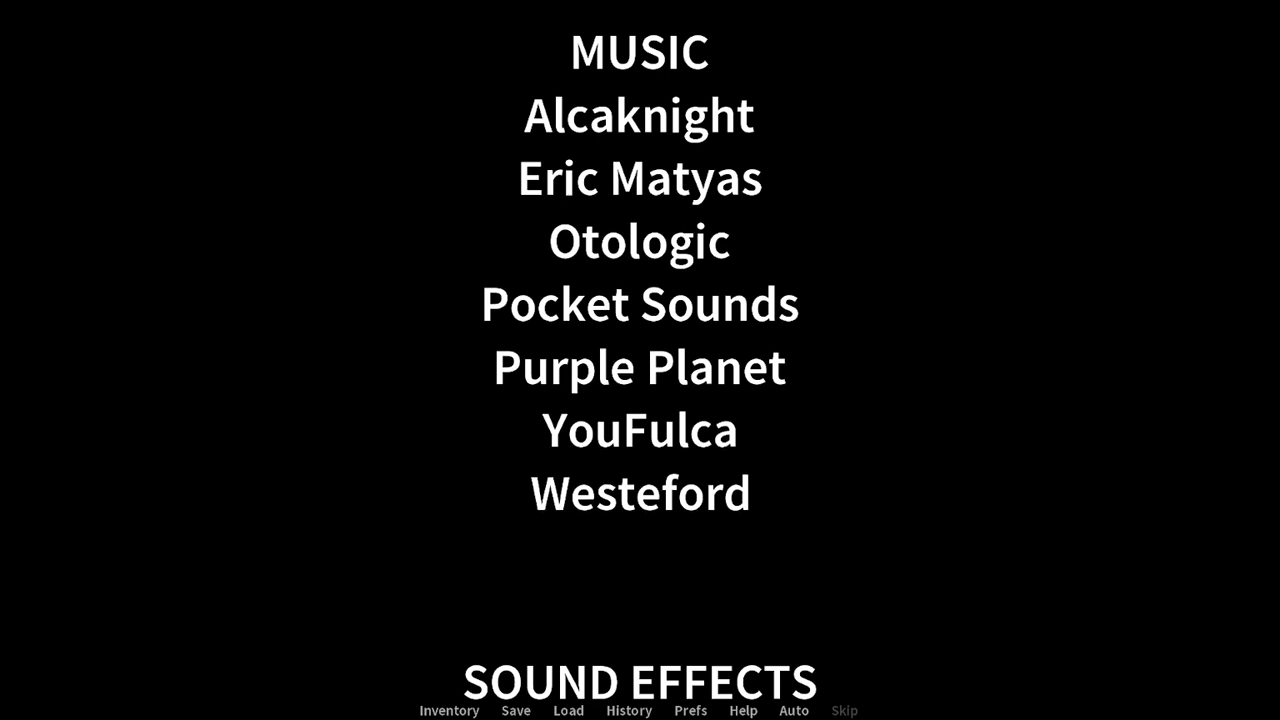 MUSIC
Alcaknight
Eric Matyas
Otologic
Pocket Sounds
Purple Planet
YouFulca
Westeford
SOUND EFFECTS
Inventory Save Load History Prefs Help Auto Skip